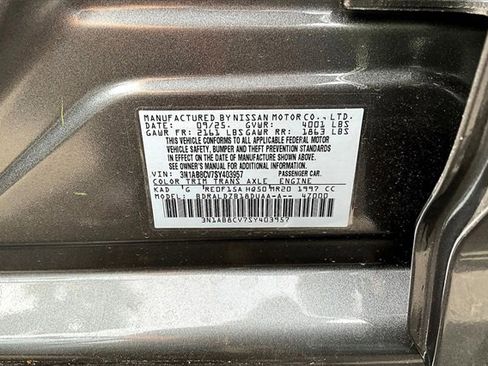 MANUFACTURED BY NISSAN MOTOR CO., LTD.
DATE: 09/25 GVWR: 4001 LBS
GAWR FR: 2161 LBS GAWR RR: 1863 LBS
THIS VEHICLE CONFORMS TO ALL APPLICABLE FEDERAL MOTOR
VEHICLE SAFETY, BUMPER, AND THEFT PREVENTION STANDARDS
IN EFFECT ON THE DATE OF MANUFACTURE SHOWN ABOVE.
SEE OWNER'S MANUAL FOR ADDITIONAL INFORMATION.
VIN: 3N1AB8CV7SY403957 PASSENGER CAR.
COLOR TRIM TRANS AXLE ENGINE
KAD G RE0F15A H050 MR20 1997 CC
MODEL: BDRALDZB18DUAA-A-- 47000
3N1AB8CV7SY403957